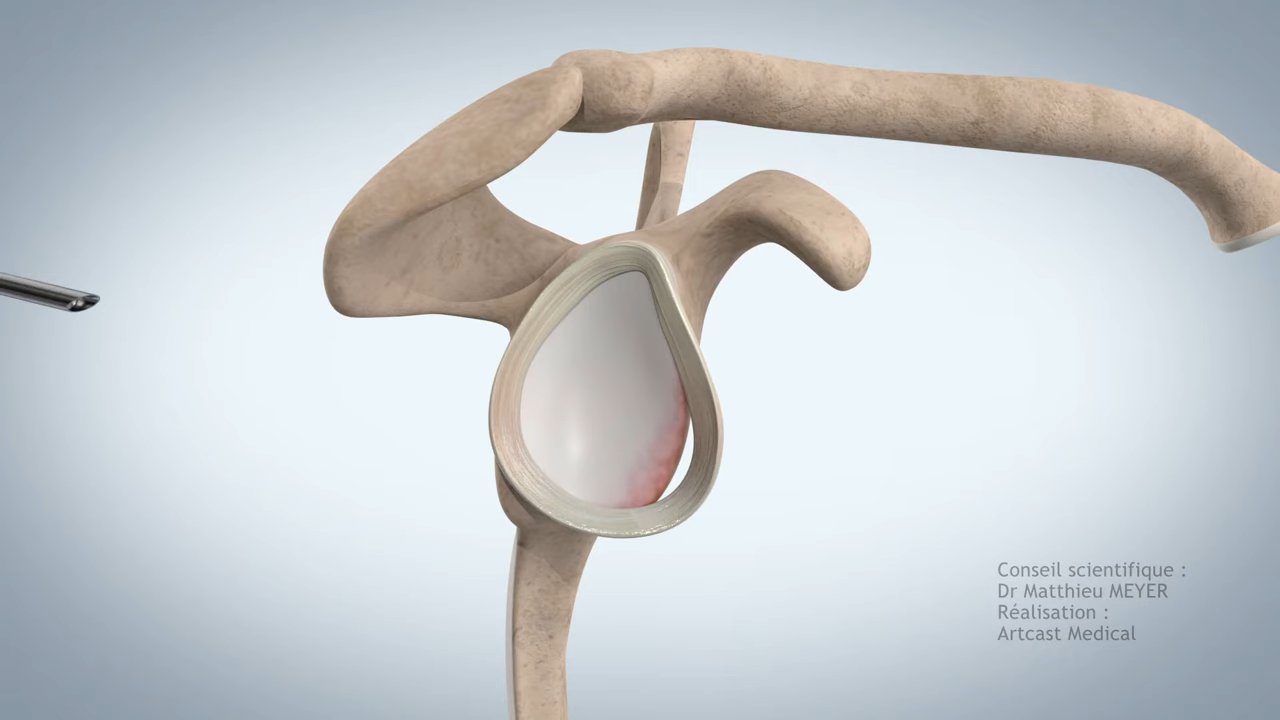 Conseil scientifique :
Dr Matthieu MEYER
Réalisation :
Artcast Medical